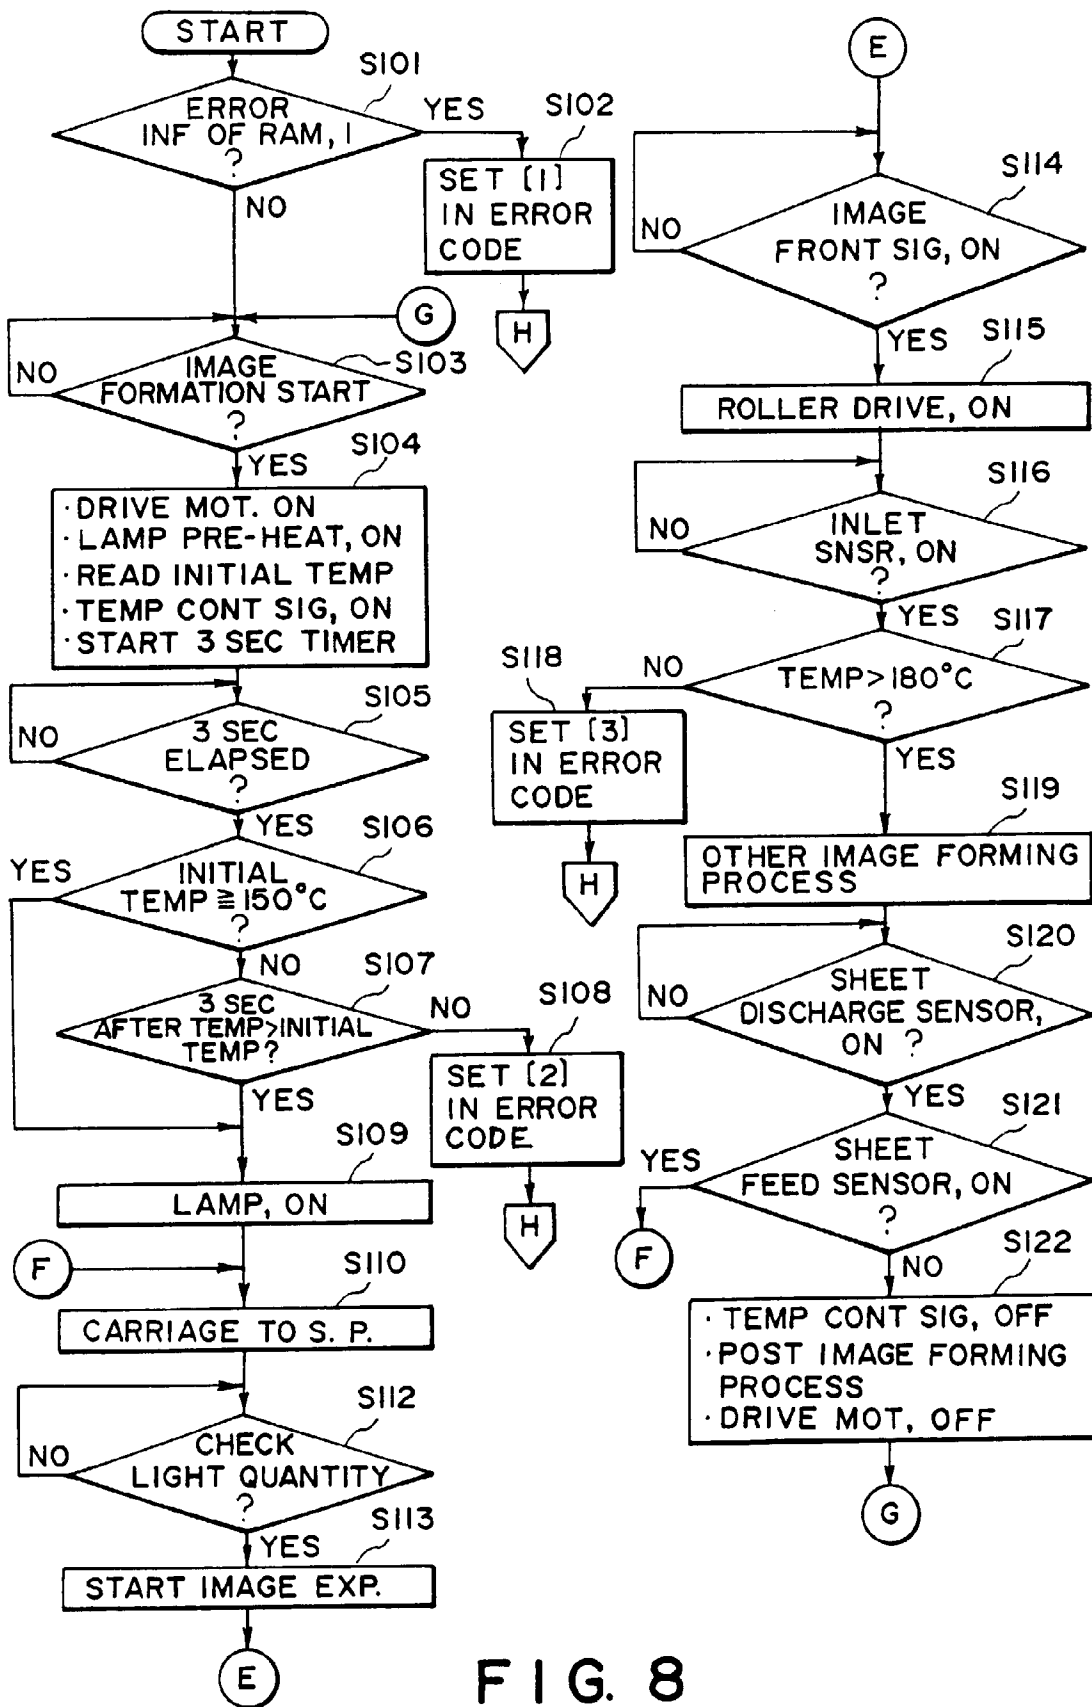 START
S101
ERROR
INF OF RAM, 1
?
YES
NO
S102
SET [1]
IN ERROR
CODE
H
G
S103
IMAGE
FORMATION START
?
NO
YES
S104
·DRIVE MOT. ON
·LAMP PRE-HEAT, ON
·READ INITIAL TEMP
·TEMP CONT SIG, ON
·START 3 SEC TIMER
S105
3 SEC
ELAPSED
?
NO
YES
S106
INITIAL
TEMP ≧ 150°C
?
YES
NO
S107
3 SEC
AFTER TEMP>INITIAL
TEMP?
NO
YES
S108
SET [2]
IN ERROR
CODE
H
S109
LAMP, ON
F
S110
CARRIAGE TO S. P.
S112
CHECK
LIGHT QUANTITY
?
NO
YES
S113
START IMAGE EXP.
E
E
S114
IMAGE
FRONT SIG, ON
?
NO
YES
S115
ROLLER DRIVE, ON
S116
INLET
SNSR, ON
?
NO
YES
S117
TEMP> 180°C
?
NO
YES
S118
SET [3]
IN ERROR
CODE
H
S119
OTHER IMAGE FORMING
PROCESS
S120
SHEET
DISCHARGE SENSOR,
ON ?
NO
YES
S121
SHEET
FEED SENSOR, ON
?
YES
NO
F
S122
·TEMP CONT SIG, OFF
·POST IMAGE FORMING
PROCESS
·DRIVE MOT, OFF
G
FIG. 8